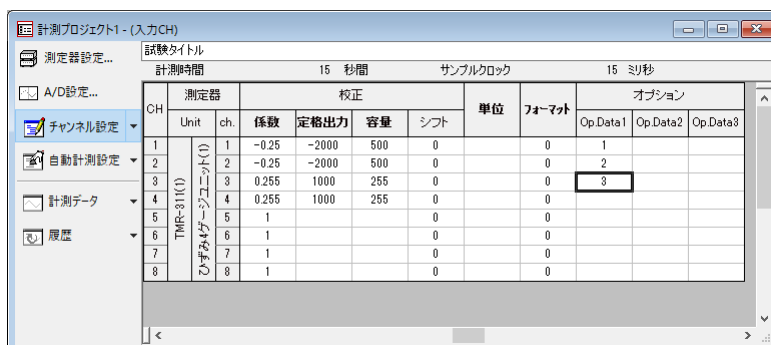 計測プロジェクト1 - (入力CH)
測定器設定...
A/D設定...
チャンネル設定
自動計測設定
計測データ
履歴
試験タイトル
計測時間 15 秒間 サンプルクロック 15 ミリ秒
CH 測定器 校正 単位 フォーマット オプション
Unit ch. 係数 定格出力 容量 シフト Op.Data1 Op.Data2 Op.Data3
TMR-311(1)
ひずみ4ゲージユニット(1)
1 1 -0.25 -2000 500 0 0 1
2 2 -0.25 -2000 500 0 0 2
3 3 0.255 1000 255 0 0 3
4 4 0.255 1000 255 0 0
5 5 1 0 0
6 6 1 0 0
7 7 1 0 0
8 8 1 0 0